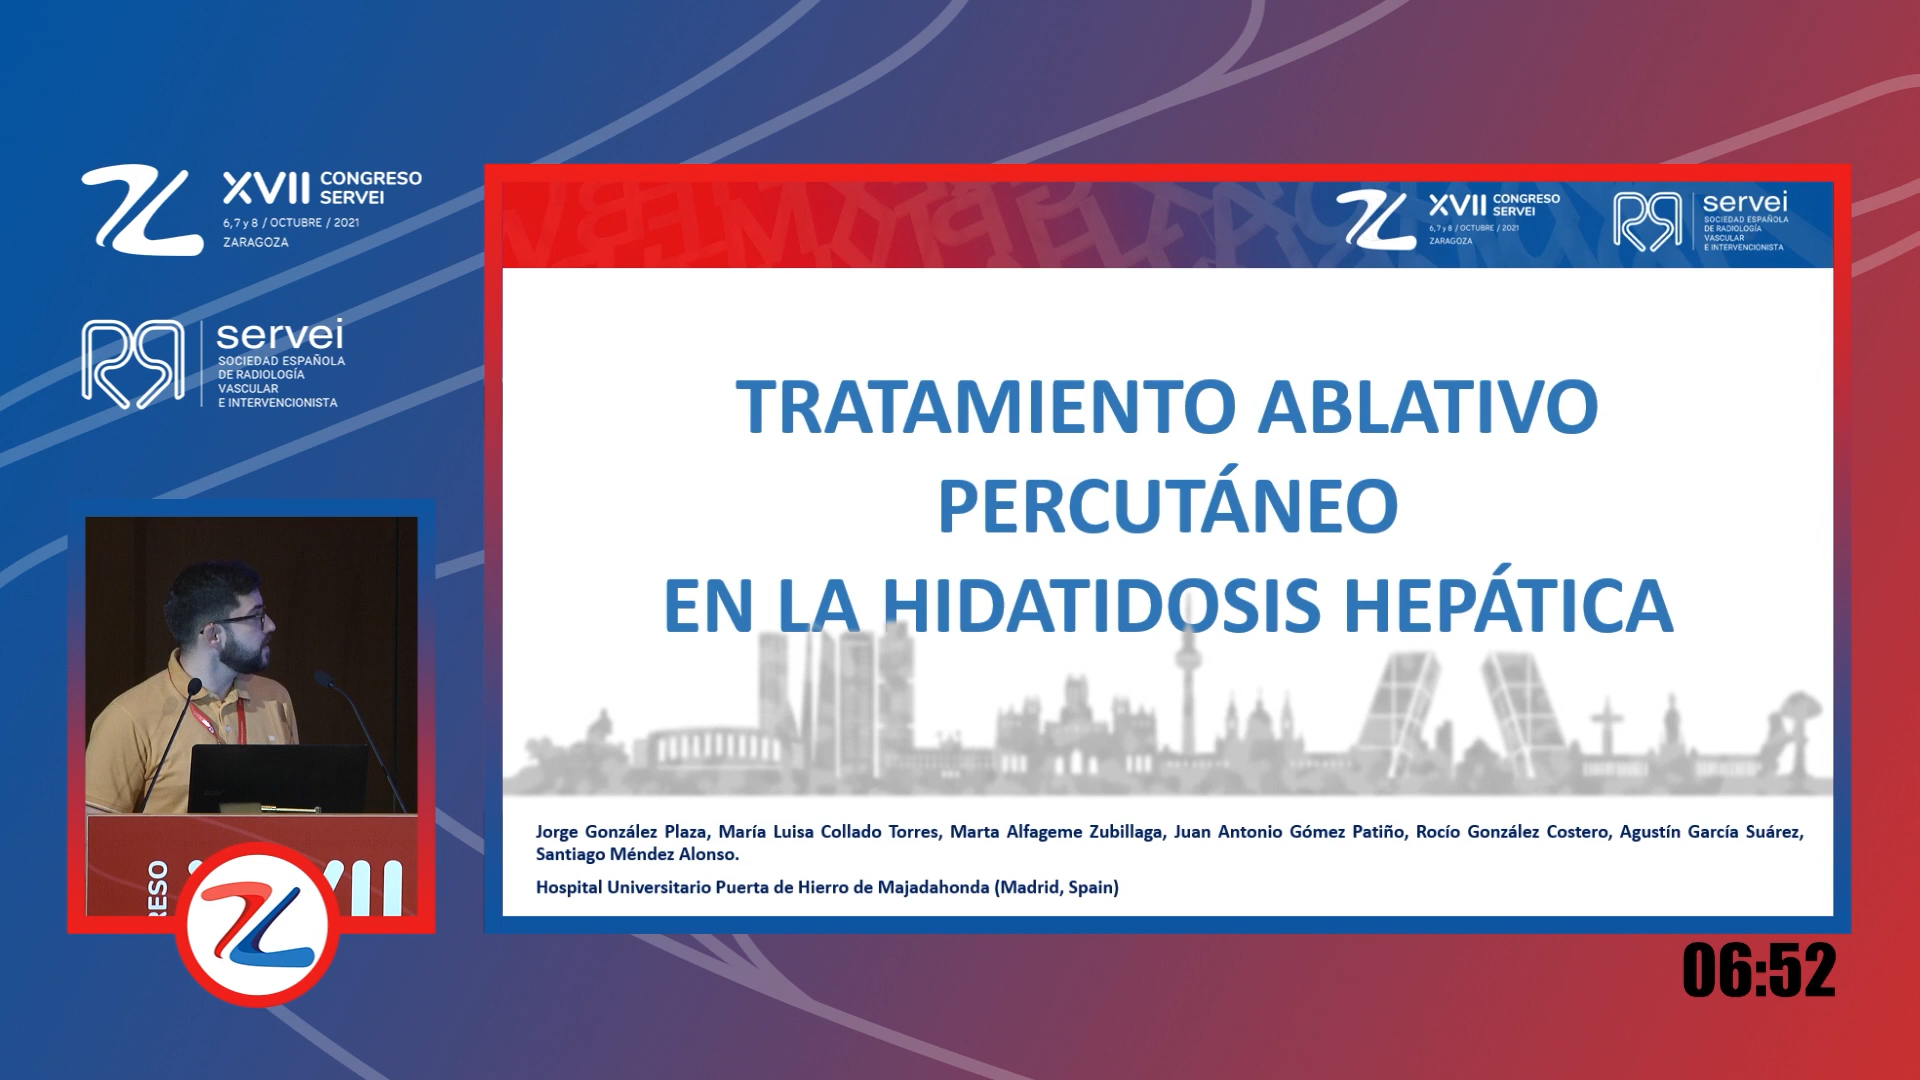 XVII CONGRESO
SERVEI
6,7 y 8 / OCTUBRE / 2021
ZARAGOZA
servei
SOCIEDAD ESPAÑOLA
DE RADIOLOGÍA
VASCULAR
E INTERVENCIONISTA
XVII CONGRESO
SERVEI
6,7 y 8 / OCTUBRE / 2021
ZARAGOZA
servei
SOCIEDAD ESPAÑOLA
DE RADIOLOGÍA
VASCULAR
E INTERVENCIONISTA
TRATAMIENTO ABLATIVO
PERCUTÁNEO
EN LA HIDATIDOSIS HEPÁTICA
Jorge González Plaza, María Luisa Collado Torres, Marta Alfageme Zubillaga, Juan Antonio Gómez Patiño, Rocío González Costero, Agustín García Suárez,
Santiago Méndez Alonso.
Hospital Universitario Puerta de Hierro de Majadahonda (Madrid, Spain)
06:52